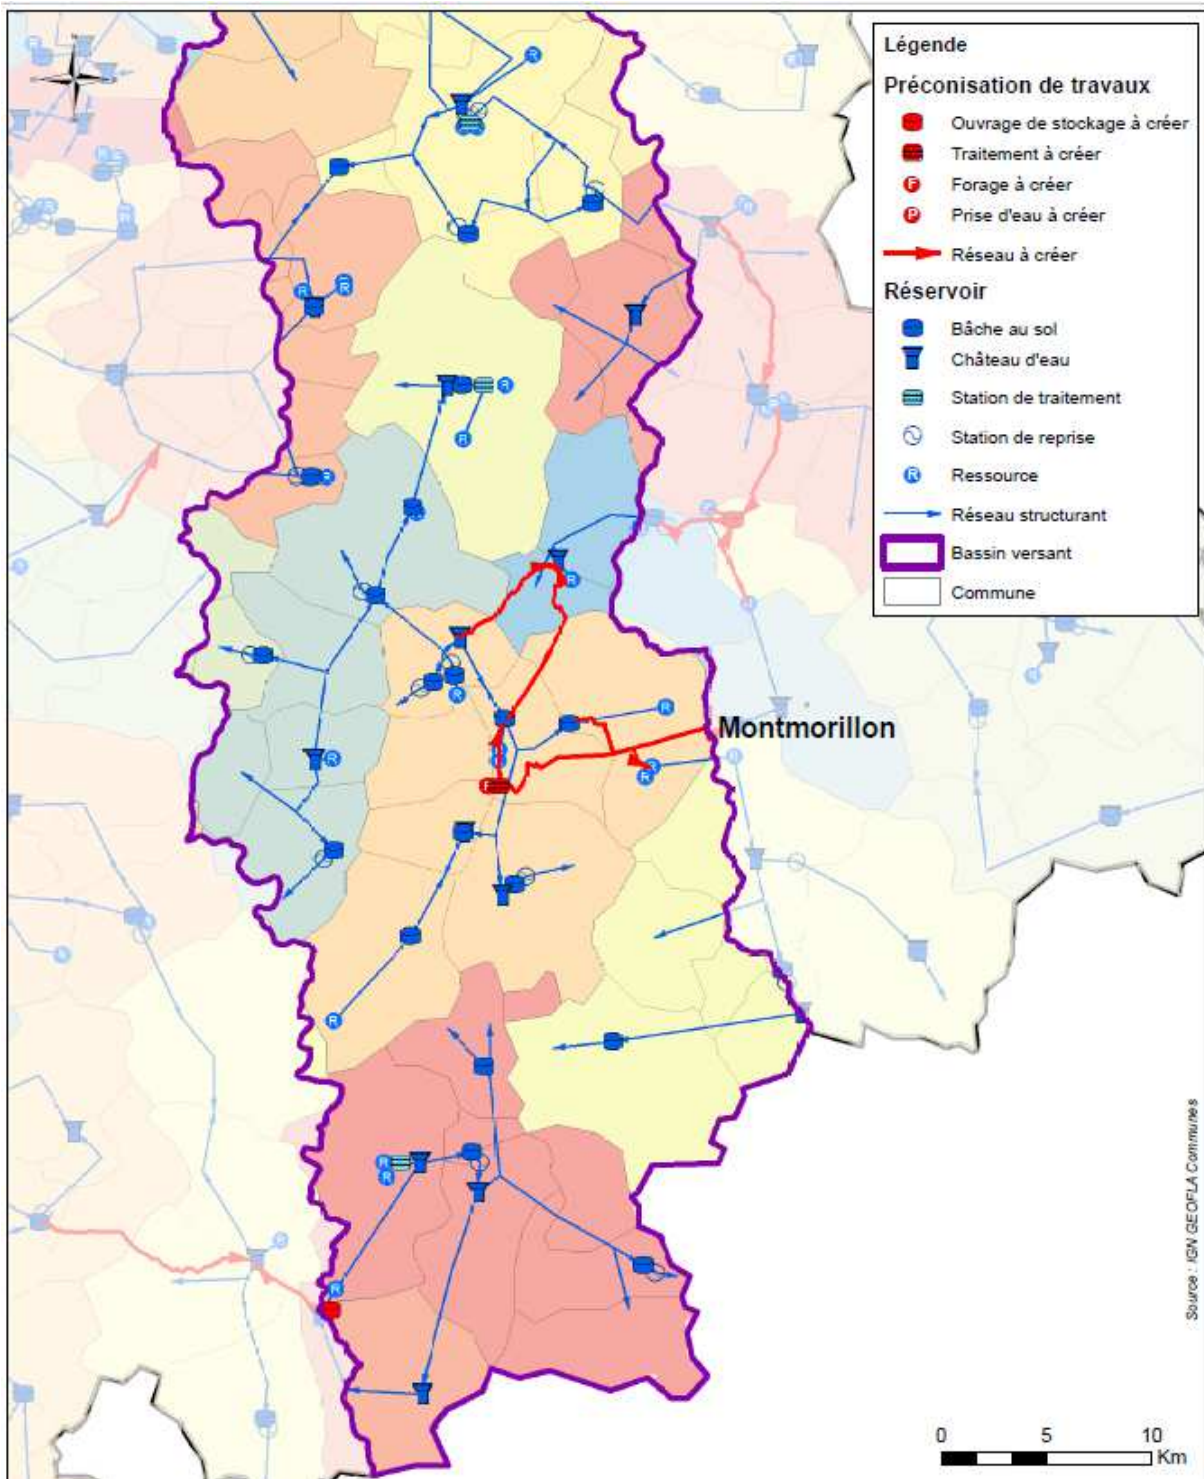 Légende
Préconisation de travaux
Ouvrage de stockage à créer
Traitement à créer
F Forage à créer
P Prise d'eau à créer
Réseau à créer
Réservoir
Bâche au sol
Château d'eau
Station de traitement
Station de reprise
R Ressource
Réseau structurant
Bassin versant
Commune
Montmorillon
Source : IGN GEOFLA Communes
0 5 10
Km